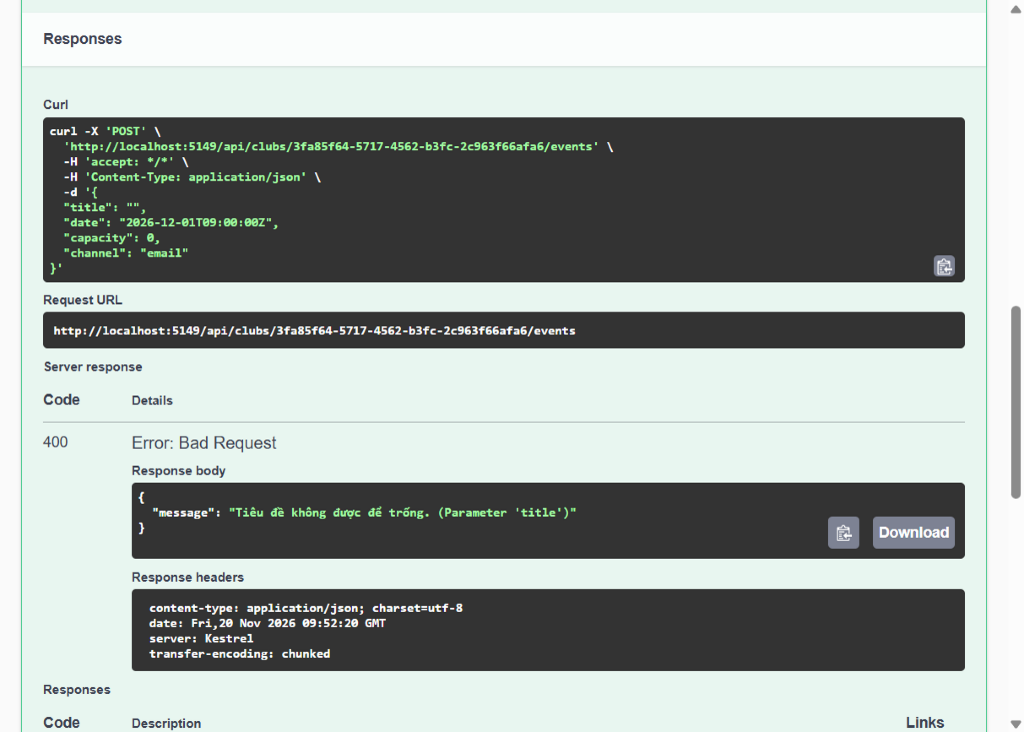 Responses
Curl
curl -X 'POST' \
'http://localhost:5149/api/clubs/3fa85f64-5717-4562-b3fc-2c963f66afa6/events' \
-H 'accept: */*' \
-H 'Content-Type: application/json' \
-d '{
"title": "",
"date": "2026-12-01T09:00:00Z",
"capacity": 0,
"channel": "email"
}'
Request URL
http://localhost:5149/api/clubs/3fa85f64-5717-4562-b3fc-2c963f66afa6/events
Server response
Code Details
400 Error: Bad Request
Response body
{
"message": "Tiêu đề không được để trống. (Parameter 'title')"
}
Download
Response headers
content-type: application/json; charset=utf-8
date: Fri,20 Nov 2026 09:52:20 GMT
server: Kestrel
transfer-encoding: chunked
Responses
Code Description Links